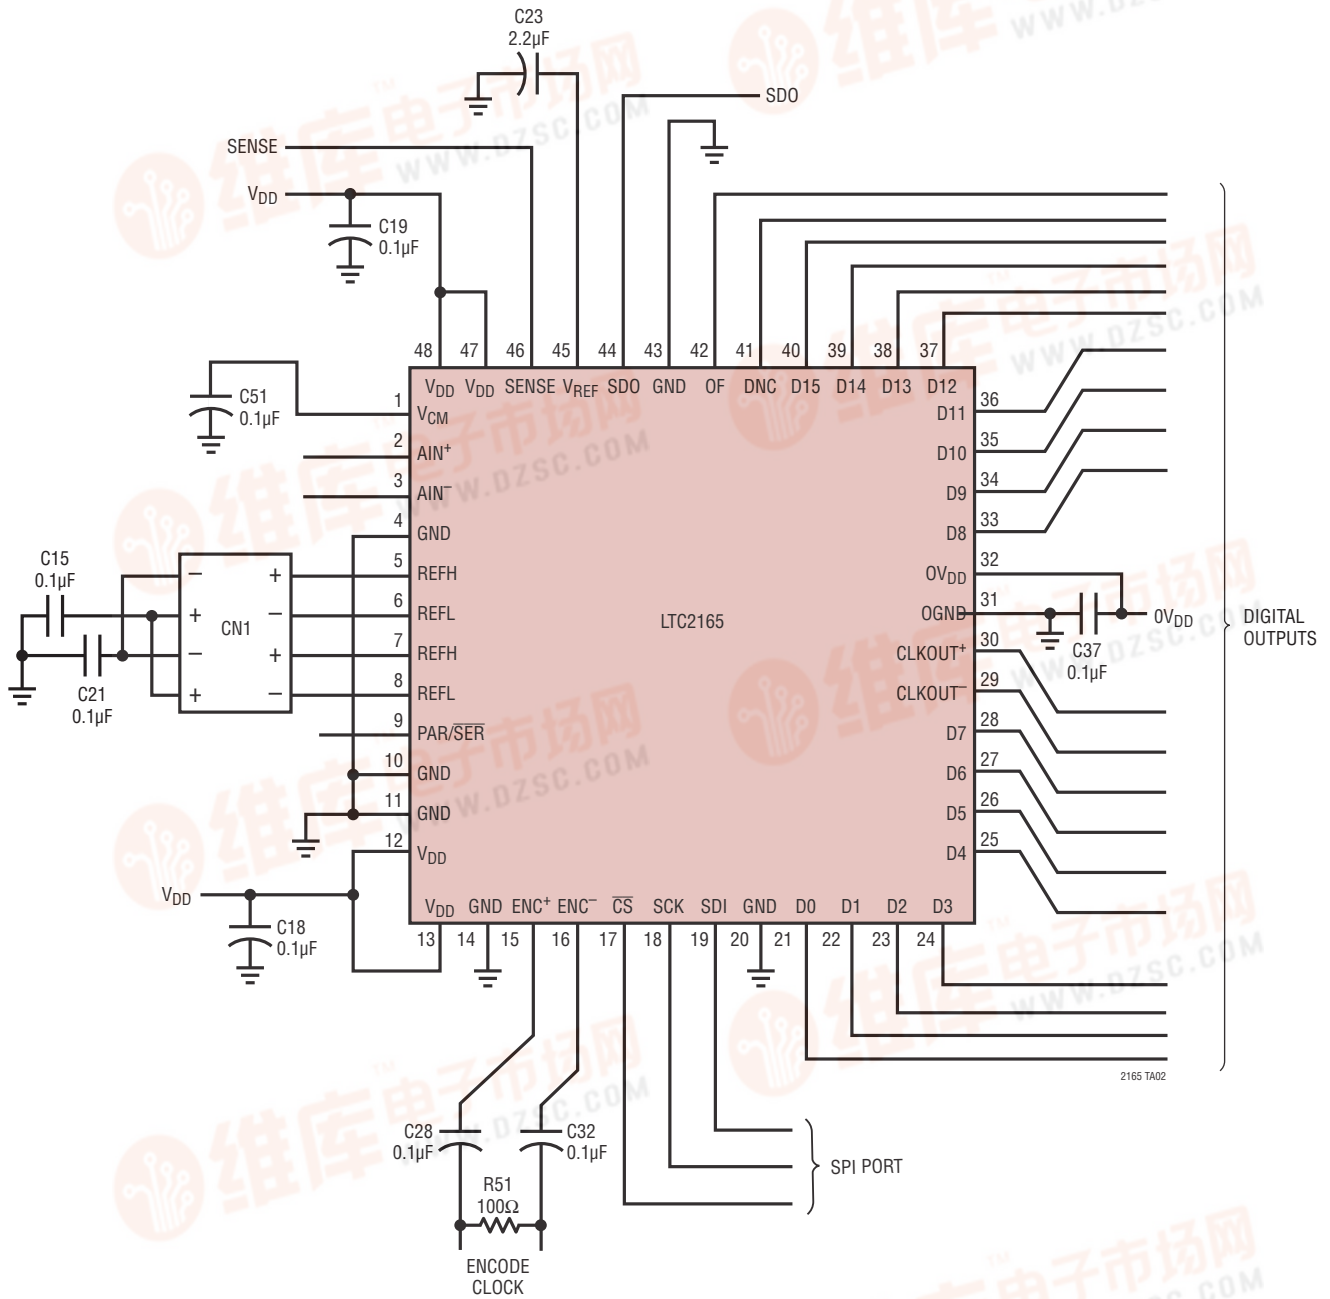 C23
2.2µF
SDO
SENSE
VDD
C19
0.1µF
48 47 46 45 44 43 42 41 40 39 38 37
VDD VDD SENSE VREF SDO GND OF DNC D15 D14 D13 D12
C51
0.1µF
1 VCM
2 AIN+
3 AIN–
4 GND
5 REFH
6 REFL
7 REFH
8 REFL
9 PAR/SER
10 GND
11 GND
12 VDD
C15
0.1µF
C21
0.1µF
CN1
– +
+ –
– +
+ –
LTC2165
D11 36
D10 35
D9 34
D8 33
0VDD 32
OGND 31
CLKOUT+ 30
CLKOUT– 29
D7 28
D6 27
D5 26
D4 25
C37
0.1µF
0VDD
DIGITAL
OUTPUTS
VDD
C18
0.1µF
VDD GND ENC+ ENC– CS SCK SDI GND D0 D1 D2 D3
13 14 15 16 17 18 19 20 21 22 23 24
2165 TA02
C28
0.1µF
C32
0.1µF
R51
100Ω
ENCODE
CLOCK
SPI PORT
维库电子市场网™
WWW.DZSC.COM